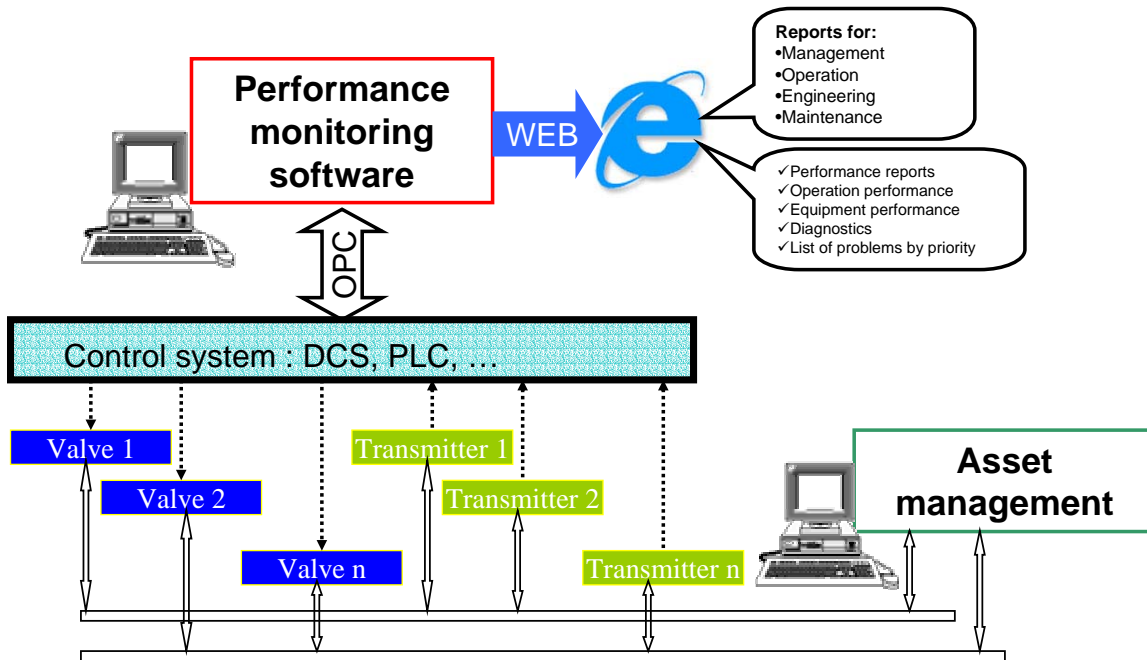 Reports for:
•Management
•Operation
•Engineering
•Maintenance
Performance
monitoring
software
WEB
✓Performance reports
✓Operation performance
✓Equipment performance
✓Diagnostics
✓List of problems by priority
OPC
Control system : DCS, PLC, …
Valve 1
Transmitter 1
Valve 2
Transmitter 2
Valve n
Transmitter n
Asset
management